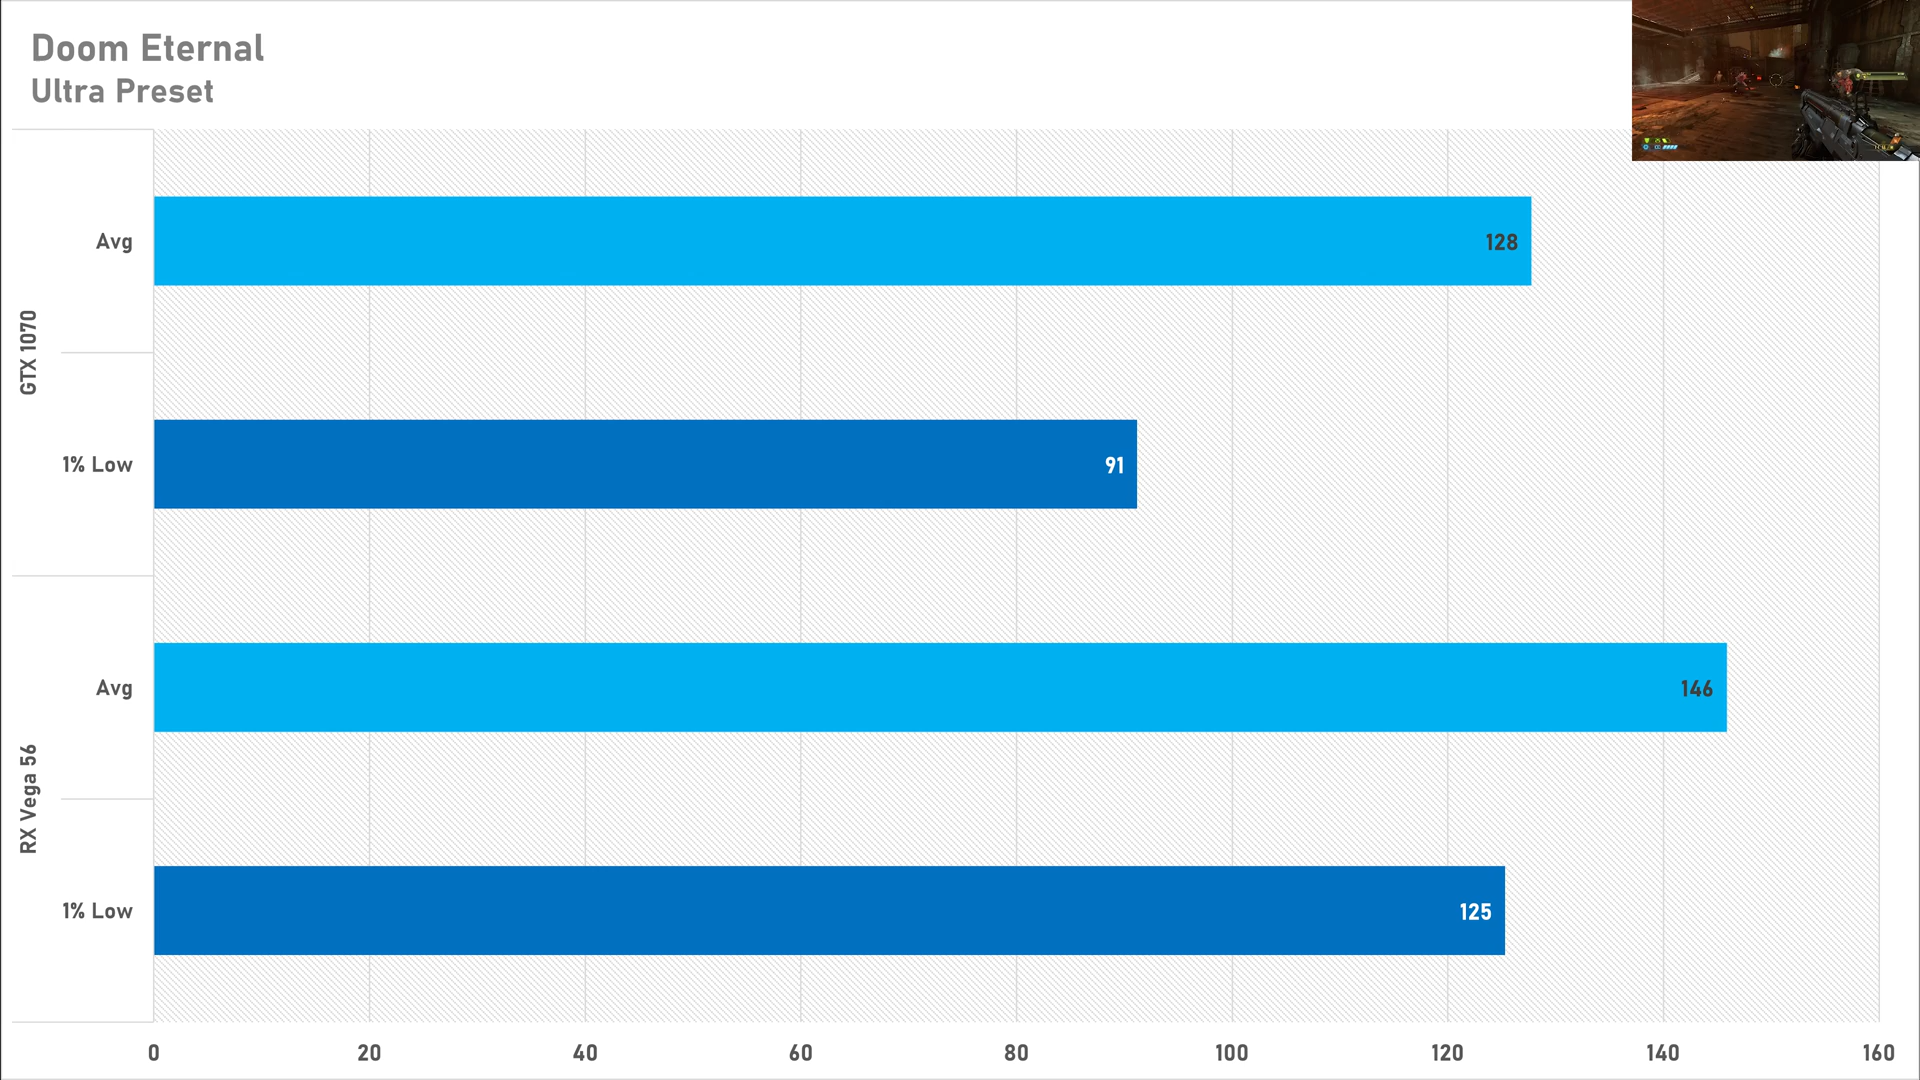 Doom Eternal
Ultra Preset
GTX 1070
Avg
128
1% Low
91
RX Vega 56
Avg
146
1% Low
125
0 20 40 60 80 100 120 140 160